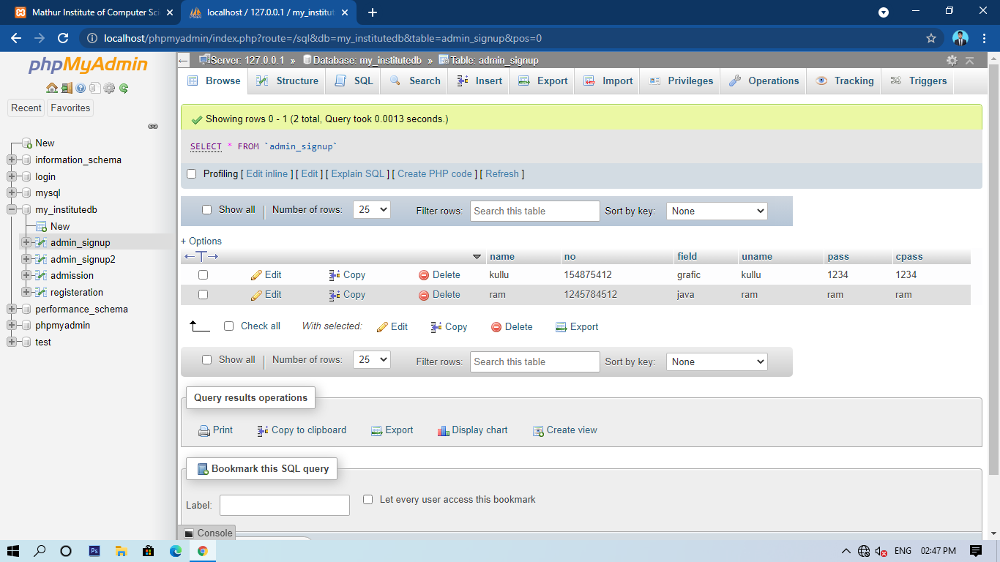 Mathur Institute of Computer Sci
localhost / 127.0.0.1 / my_institut
localhost/phpmyadmin/index.php?route=/sql&db=my_institutedb&table=admin_signup&pos=0
phpMyAdmin
Recent Favorites
New
information_schema
login
mysql
my_institutedb
New
admin_signup
admin_signup2
admission
registeration
performance_schema
phpmyadmin
test
Server: 127.0.0.1 » Database: my_institutedb » Table: admin_signup
Browse Structure SQL Search Insert Export Import Privileges Operations Tracking Triggers
Showing rows 0 - 1 (2 total, Query took 0.0013 seconds.)
SELECT * FROM `admin_signup`
Profiling [ Edit inline ] [ Edit ] [ Explain SQL ] [ Create PHP code ] [ Refresh ]
Show all | Number of rows: 25 Filter rows: Search this table Sort by key: None
+ Options
name no field uname pass cpass
Edit Copy Delete kullu 154875412 grafic kullu 1234 1234
Edit Copy Delete ram 1245784512 java ram ram ram
Check all With selected: Edit Copy Delete Export
Show all | Number of rows: 25 Filter rows: Search this table Sort by key: None
Query results operations
Print Copy to clipboard Export Display chart Create view
Bookmark this SQL query
Label: Let every user access this bookmark
Console
Ps ENG 02:47 PM